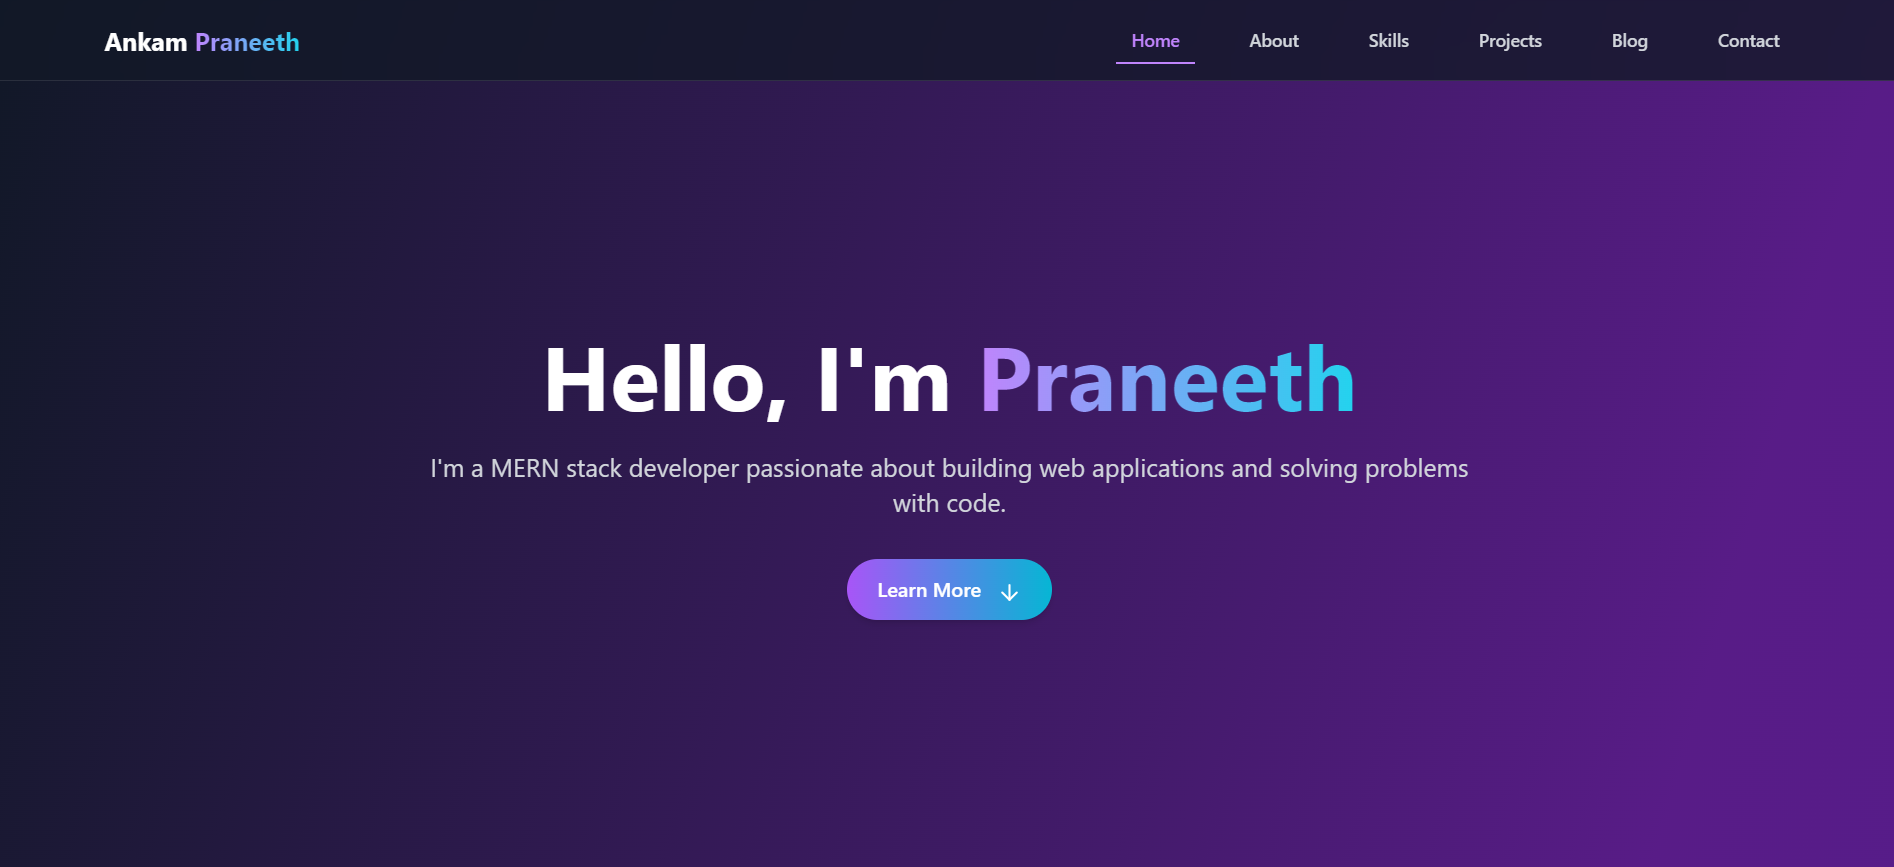 Ankam Praneeth
Home About Skills Projects Blog Contact
Hello, I'm Praneeth
I'm a MERN stack developer passionate about building web applications and solving problems
with code.
Learn More